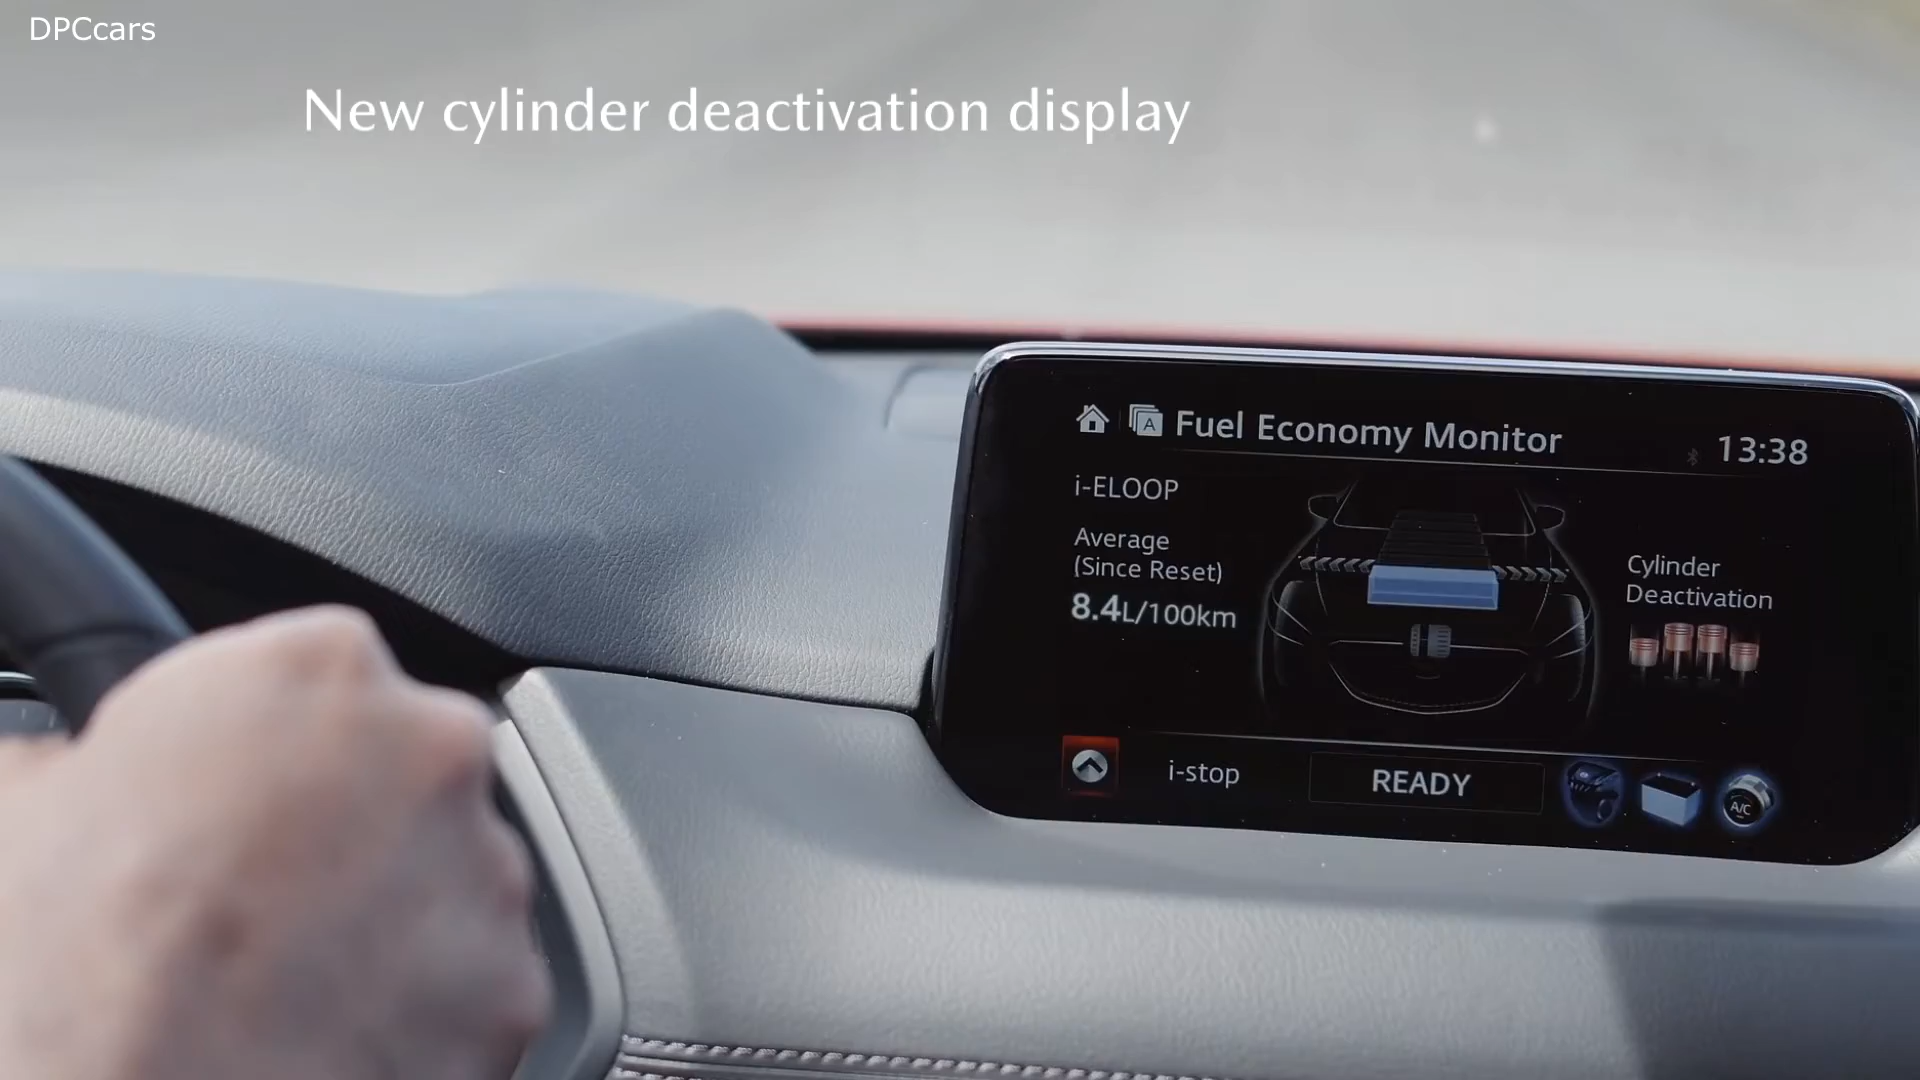 DPCcars
New cylinder deactivation display
A Fuel Economy Monitor 13:38
i-ELOOP
Average
(Since Reset)
8.4L/100km
Cylinder
Deactivation
i-stop READY A/C